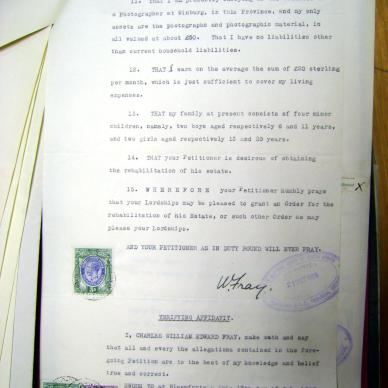 11. That I am
a Photographer at Winburg, in this Province, and my only
assets are the photographs and photographic material, in
all valued at about £50. That I have no liabilities other
than current household liabilities.
12. THAT I earn on the average the sum of £20 sterling
per month, which is just sufficient to cover my living
expenses.
13. THAT my family at present consists of four minor
children, namely, two boys aged respectively 6 and 11 years,
and two girls aged respectively 15 and 20 years.
14. THAT your Petitioner is desirous of obtaining
the rehabilitation of his estate.
15. WHEREFORE your Petitioner humbly prays
that your Lordships may be pleased to grant an Order for the
rehabilitation of his Estate, or such other Order as may
please your Lordships.
X
AND YOUR PETITIONER AS IN DUTY BOUND WILL EVER PRAY.
W. Fray.
VERIFYING AFFIDAVIT.
I, CHARLES WILLIAM EDWARD FRAY, make oath and say
that all and every the allegations contained in the fore-
going Petition are to the best of my knowledge and belief
true and correct.